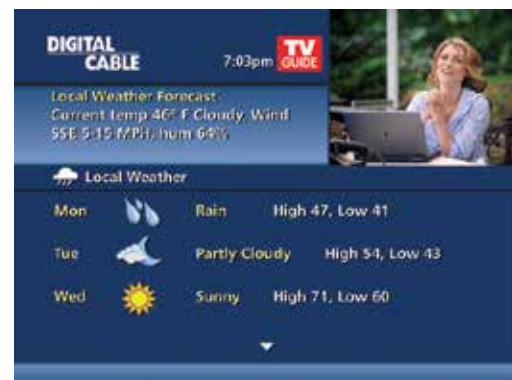 DIGITAL
CABLE
7:03pm
TV
GUIDE
Local Weather Forecast
Current temp 46° F Cloudy, Wind
SSE 5-15 MPH, hum 64%
Local Weather
Mon Rain High 47, Low 41
Tue Partly Cloudy High 54, Low 43
Wed Sunny High 71, Low 60